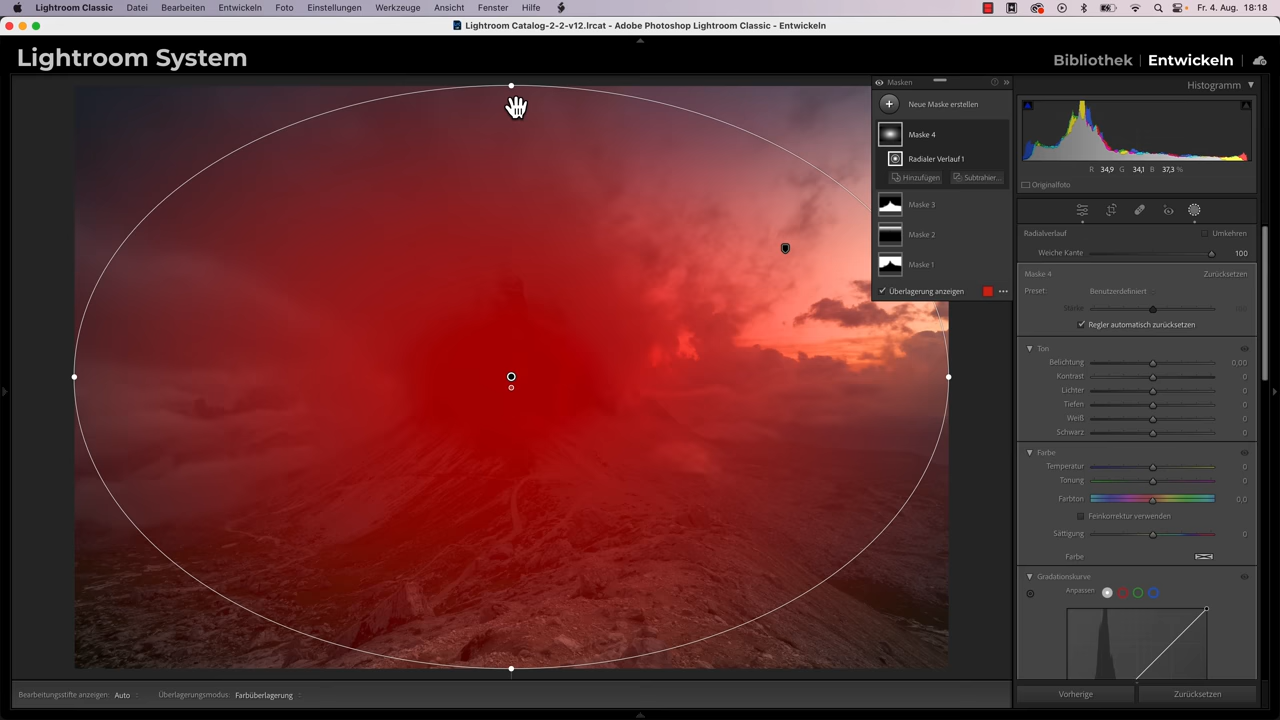 Lightroom Classic Datei Bearbeiten Entwickeln Foto Einstellungen Werkzeuge Ansicht Fenster Hilfe Fr. 4. Aug. 18:18
Lightroom Catalog-2-2-v12.lrcat - Adobe Photoshop Lightroom Classic - Entwickeln
Lightroom System
Bibliothek | Entwickeln
Masken
Neue Maske erstellen
Maske 4
Radialer Verlauf 1
Hinzufügen Subtrahier...
Maske 3
Maske 2
Maske 1
Überlagerung anzeigen
Histogramm
R 34,9 G 34,1 B 37,3 %
Originalfoto
Radialverlauf Umkehren
Weiche Kante 100
Maske 4 Zurücksetzen
Preset: Benutzerdefiniert
Stärke 100
Regler automatisch zurücksetzen
Ton
Belichtung 0,00
Kontrast 0
Lichter 0
Tiefen 0
Weiß 0
Schwarz 0
Farbe
Temperatur 0
Tonung 0
Farbton 0,0
Feinkorrektur verwenden
Sättigung 0
Farbe
Gradationskurve
Anpassen
Bearbeitungsstifte anzeigen: Auto Überlagerungsmodus: Farbüberlagerung
Vorherige Zurücksetzen